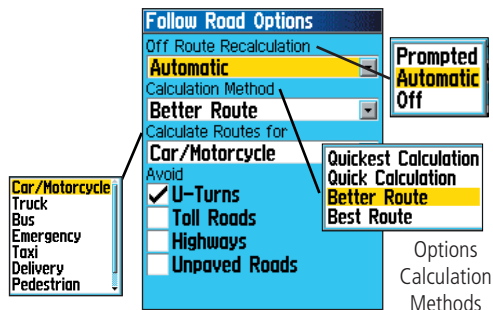 Follow Road Options
Off Route Recalculation
Automatic
Calculation Method
Better Route
Calculate Routes for
Car/Motorcycle
Avoid
U-Turns
Toll Roads
Highways
Unpaved Roads
Prompted
Automatic
Off
Quickest Calculation
Quick Calculation
Better Route
Best Route
Car/Motorcycle
Truck
Bus
Emergency
Taxi
Delivery
Pedestrian
Options
Calculation
Methods